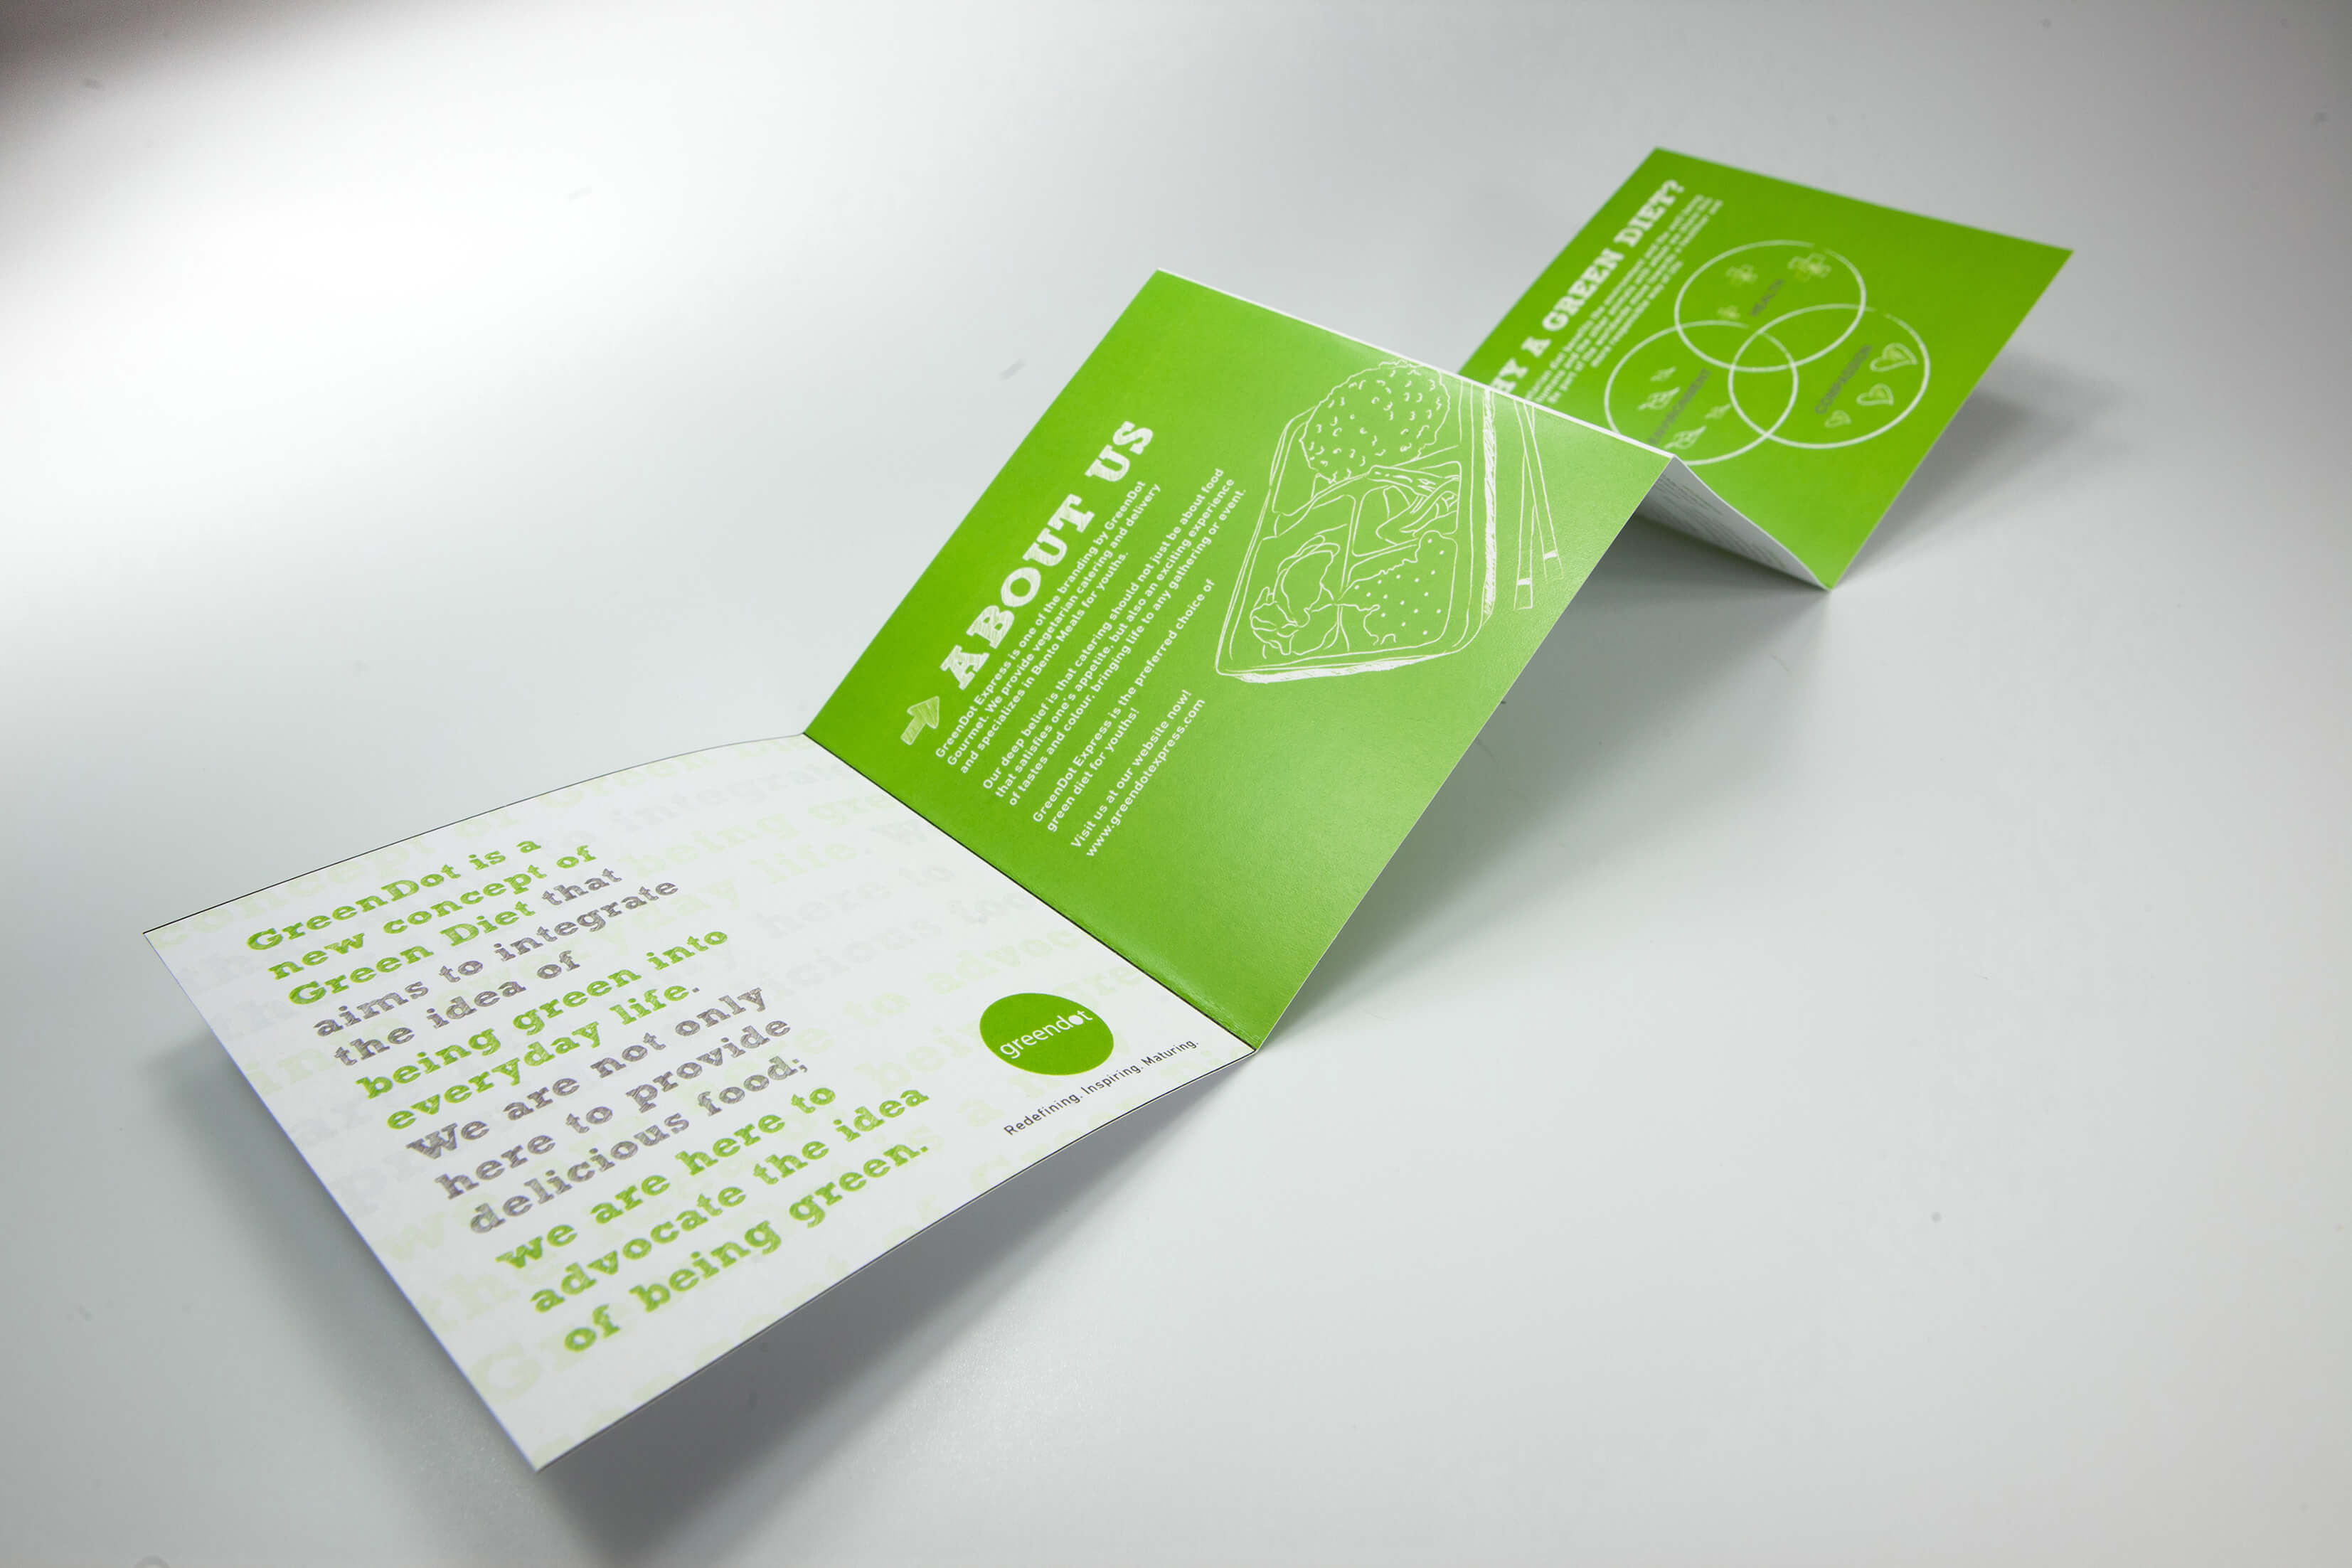 GreenDot is a
new concept of
Green Diet that
aims to integrate
the idea of
being green into
everyday life.
We are not only
here to provide
delicious food;
we are here to
advocate the idea
of being green.
greendot
Redefining. Inspiring. Maturing.
ABOUT US
GreenDot Express is one of the branding by GreenDot
Gourmet. We provide vegetarian catering and delivery
and specializes in Bento Meals for youths.
Our deep belief is that catering should not just be about food
that satisfies one's appetite, but also an exciting experience
of tastes and colour, bringing life to any gathering or event.
GreenDot Express is the preferred choice of
green diet for youths!
Visit us at our website now!
www.greendotexpress.com
A GREEN DIET?
HEALTH
ENVIRONMENT
COMPASSION